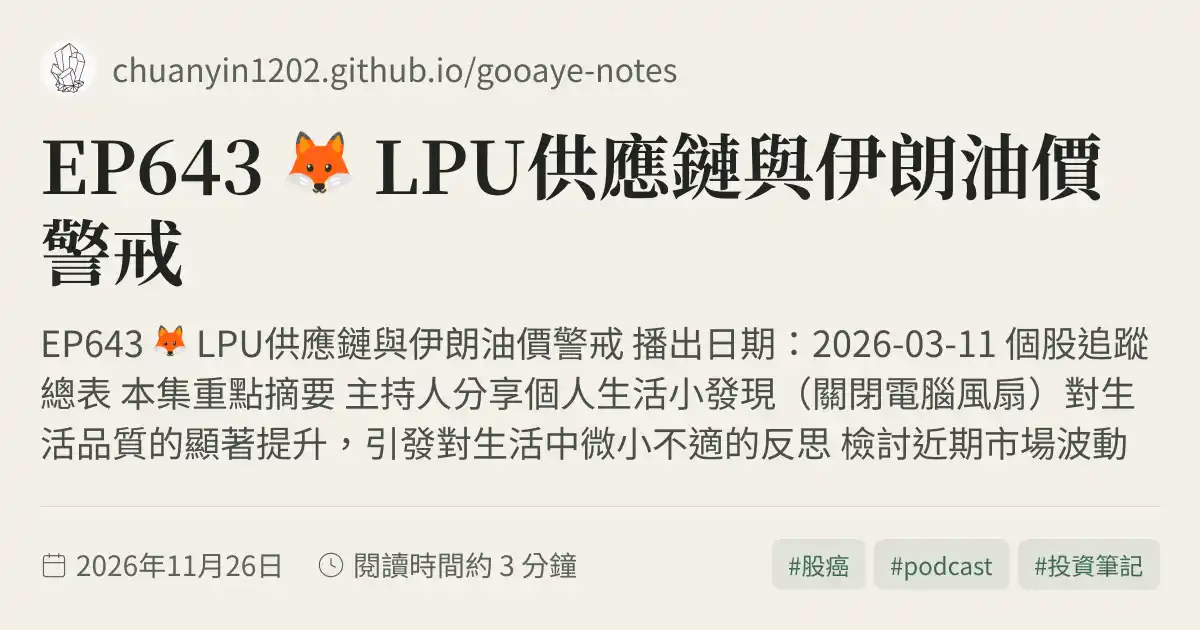 chuanyin1202.github.io/gooaye-notes
EP643 🦊 LPU供應鏈與伊朗油價
警戒
EP643 🦊 LPU供應鏈與伊朗油價警戒 播出日期：2026-03-11 個股追蹤
總表 本集重點摘要 主持人分享個人生活小發現（關閉電腦風扇）對生
活品質的顯著提升，引發對生活中微小不適的反思 檢討近期市場波動
2026年11月26日 閱讀時間約 3 分鐘 #股癌 #podcast #投資筆記